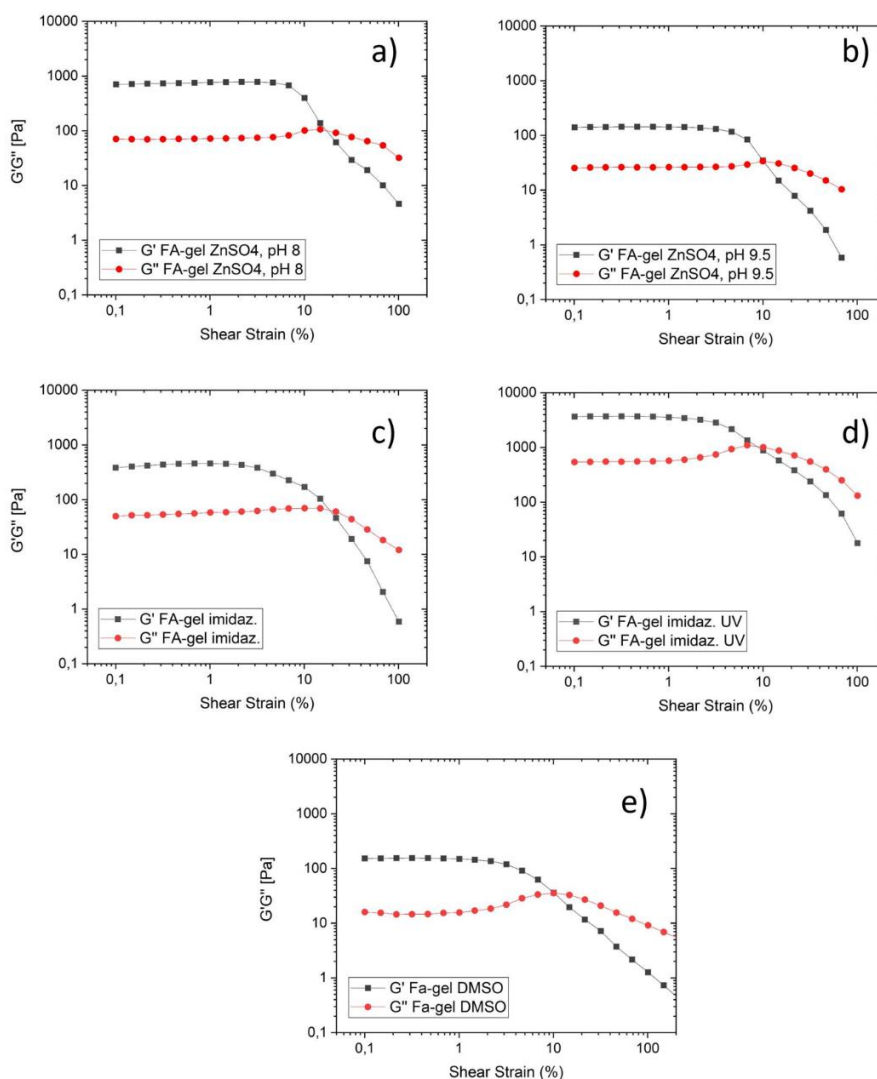 a)
10000
1000
100
10
1
0,1
G'G" [Pa]
G' FA-gel ZnSO4, pH 8
G" FA-gel ZnSO4, pH 8
0,1 1 10 100
Shear Strain (%)
b)
10000
1000
100
10
1
0,1
G'G" [Pa]
G' FA-gel ZnSO4, pH 9.5
G" FA-gel ZnSO4, pH 9.5
0,1 1 10 100
Shear Strain (%)
c)
10000
1000
100
10
1
0,1
G'G" [Pa]
G' FA-gel imidaz.
G" FA-gel imidaz.
0,1 1 10 100
Shear Strain (%)
d)
10000
1000
100
10
1
0,1
G'G" [Pa]
G' FA-gel imidaz. UV
G" FA-gel imidaz. UV
0,1 1 10 100
Shear Strain (%)
e)
10000
1000
100
10
1
0,1
G'G" [Pa]
G' Fa-gel DMSO
G" Fa-gel DMSO
0,1 1 10 100
Shear Strain (%)